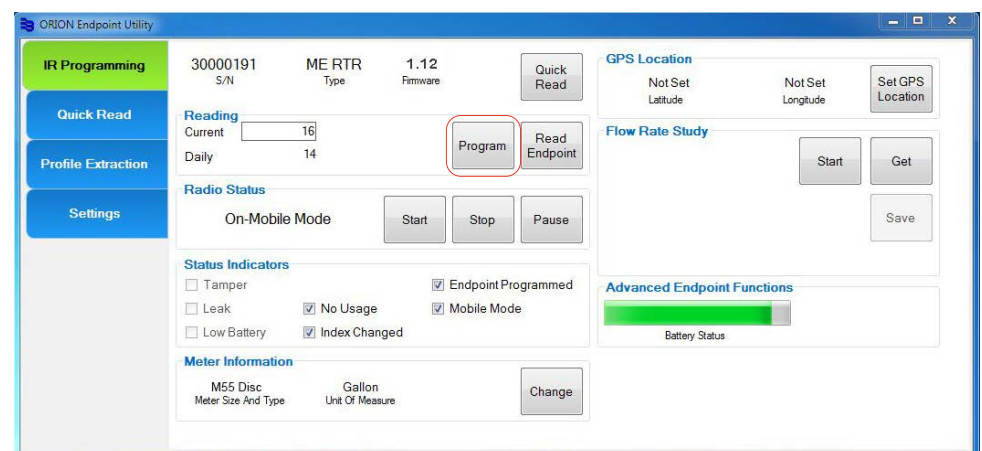 ORION Endpoint Utility
IR Programming
Quick Read
Profile Extraction
Settings
30000191 ME RTR 1.12
S/N Type Firmware
Quick
Read
Reading
Current 16
Daily 14
Program
Read
Endpoint
Radio Status
On-Mobile Mode
Start Stop Pause
Status Indicators
Tamper Endpoint Programmed
Leak No Usage Mobile Mode
Low Battery Index Changed
Meter Information
M55 Disc Gallon
Meter Size And Type Unit Of Measure
Change
GPS Location
Not Set Not Set
Latitude Longitude
Set GPS
Location
Flow Rate Study
Start Get
Save
Advanced Endpoint Functions
Battery Status